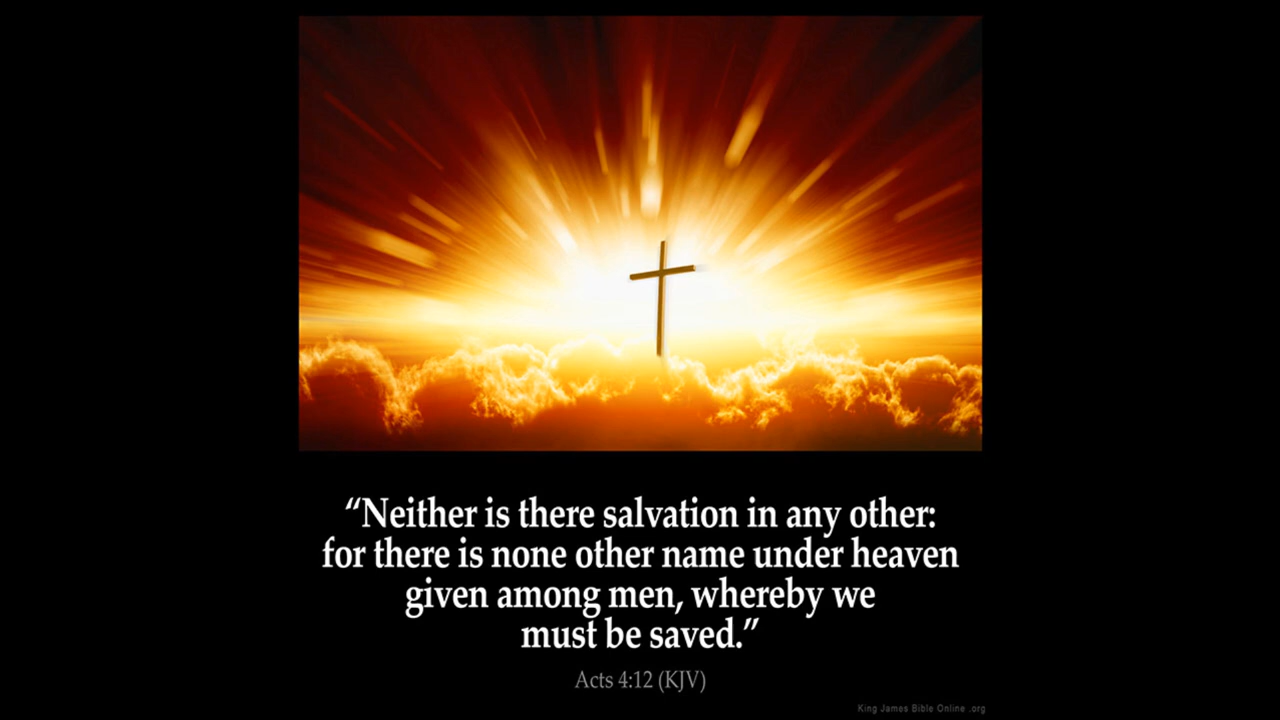 “Neither is there salvation in any other:
for there is none other name under heaven
given among men, whereby we
must be saved.”
Acts 4:12 (KJV)
King James Bible Online .org